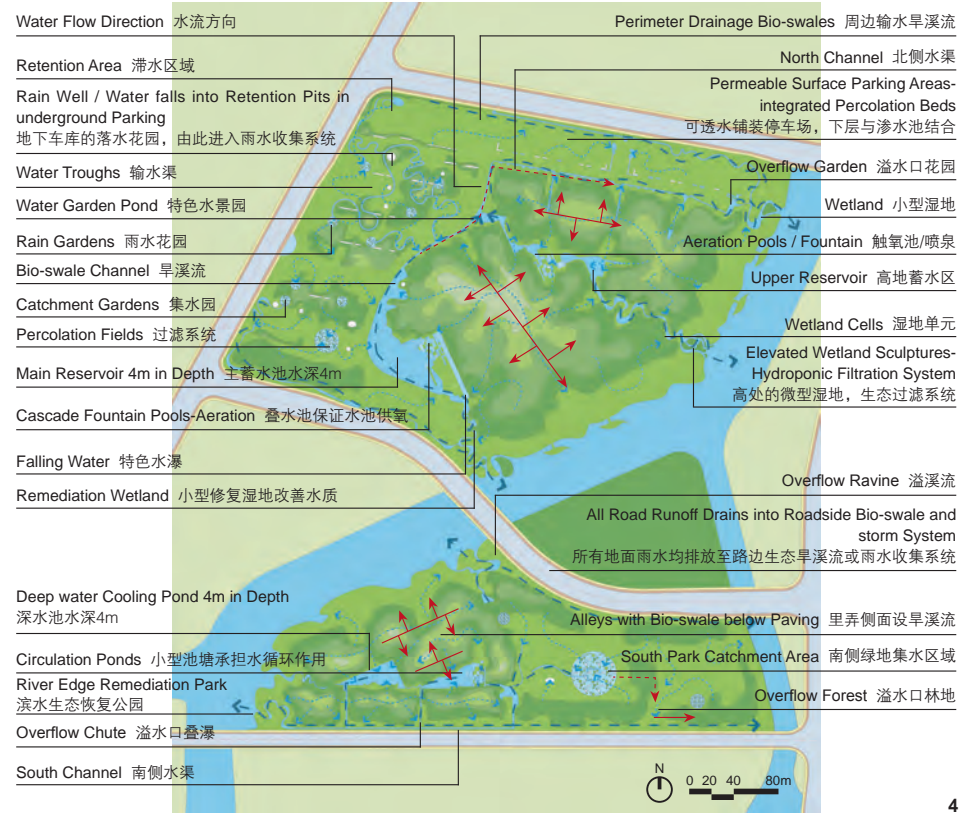 Water Flow Direction 水流方向
Retention Area 滞水区域
Rain Well / Water falls into Retention Pits in
underground Parking
地下车库的落水花园，由此进入雨水收集系统
Water Troughs 输水渠
Water Garden Pond 特色水景园
Rain Gardens 雨水花园
Bio-swale Channel 旱溪流
Catchment Gardens 集水园
Percolation Fields 过滤系统
Main Reservoir 4m in Depth 主蓄水池水深4m
Cascade Fountain Pools-Aeration 叠水池保证水池供氧
Falling Water 特色水瀑
Remediation Wetland 小型修复湿地改善水质
Deep water Cooling Pond 4m in Depth
深水池水深4m
Circulation Ponds 小型池塘承担水循环作用
River Edge Remediation Park
滨水生态恢复公园
Overflow Chute 溢水口叠瀑
South Channel 南侧水渠
Perimeter Drainage Bio-swales 周边输水旱溪流
North Channel 北侧水渠
Permeable Surface Parking Areas-
integrated Percolation Beds
可透水铺装停车场，下层与渗水池结合
Overflow Garden 溢水口花园
Wetland 小型湿地
Aeration Pools / Fountain 触氧池/喷泉
Upper Reservoir 高地蓄水区
Wetland Cells 湿地单元
Elevated Wetland Sculptures-
Hydroponic Filtration System
高处的微型湿地，生态过滤系统
Overflow Ravine 溢溪流
All Road Runoff Drains into Roadside Bio-swale and
storm System
所有地面雨水均排放至路边生态旱溪流或雨水收集系统
Alleys with Bio-swale below Paving 里弄侧面设旱溪流
South Park Catchment Area 南侧绿地集水区域
Overflow Forest 溢水口林地
N
0 20 40 80m
4